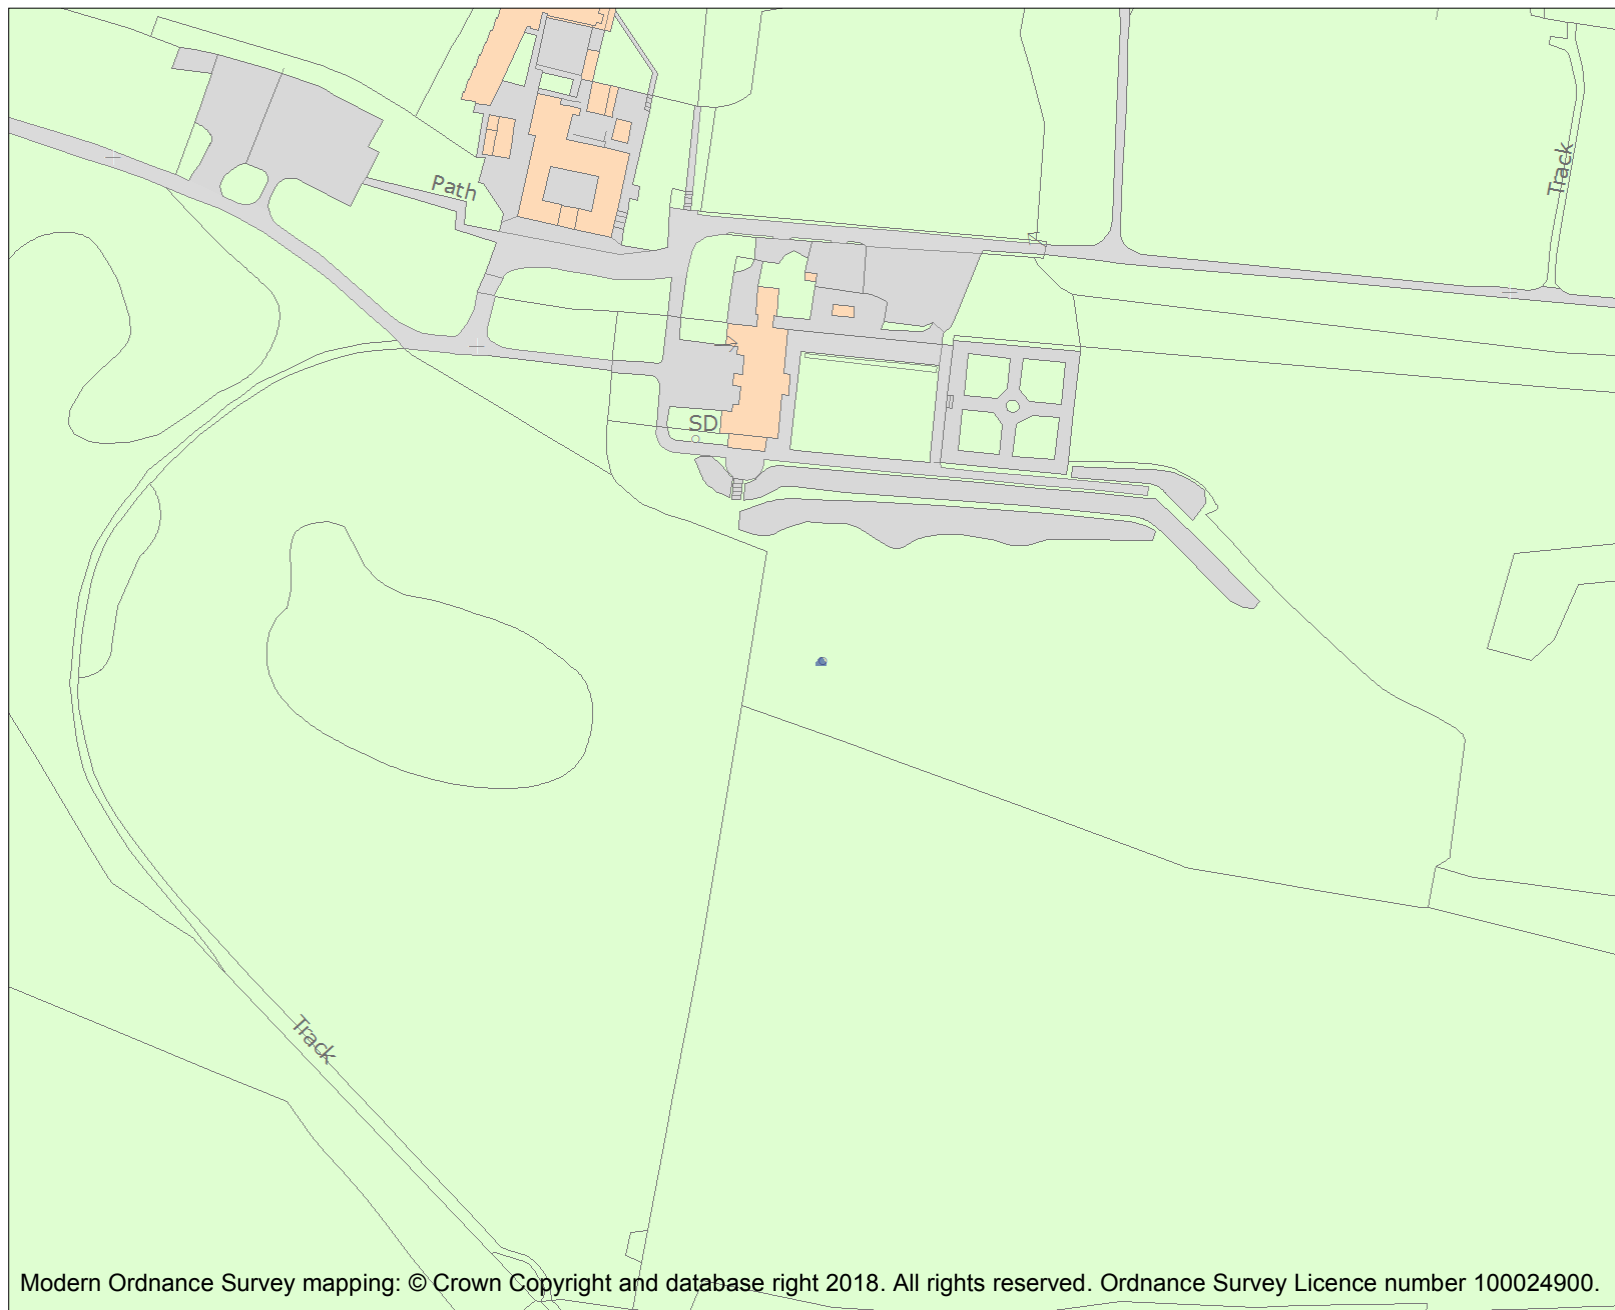 Track
Path
SD
Track
Modern Ordnance Survey mapping: © Crown Copyright and database right 2018. All rights reserved. Ordnance Survey Licence number 100024900.